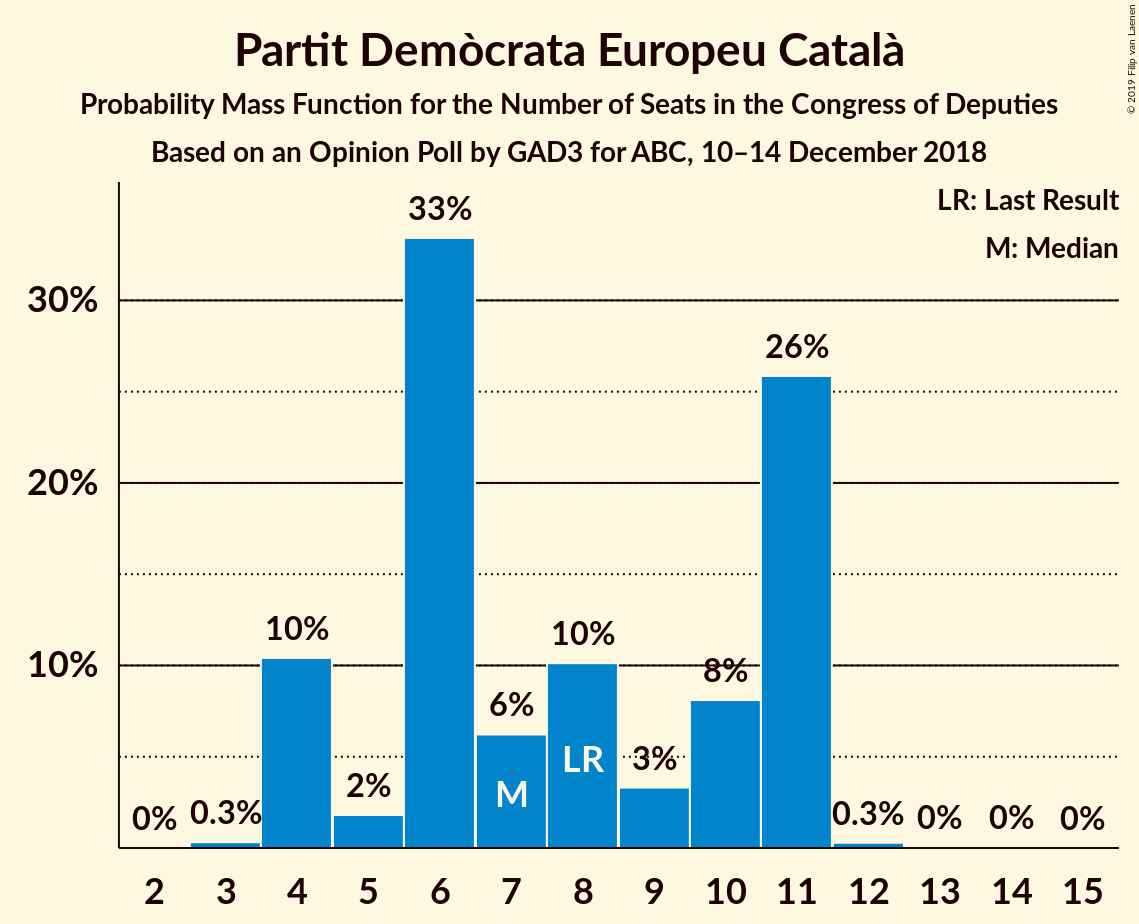 Partit Demòcrata Europeu Català
Probability Mass Function for the Number of Seats in the Congress of Deputies
Based on an Opinion Poll by GAD3 for ABC, 10–14 December 2018
© 2019 Filip van Laenen
LR: Last Result
M: Median
30%
20%
10%
0%
0.3%
10%
2%
33%
6%
10%
3%
8%
26%
0.3%
0%
0%
0%
M
LR
2 3 4 5 6 7 8 9 10 11 12 13 14 15